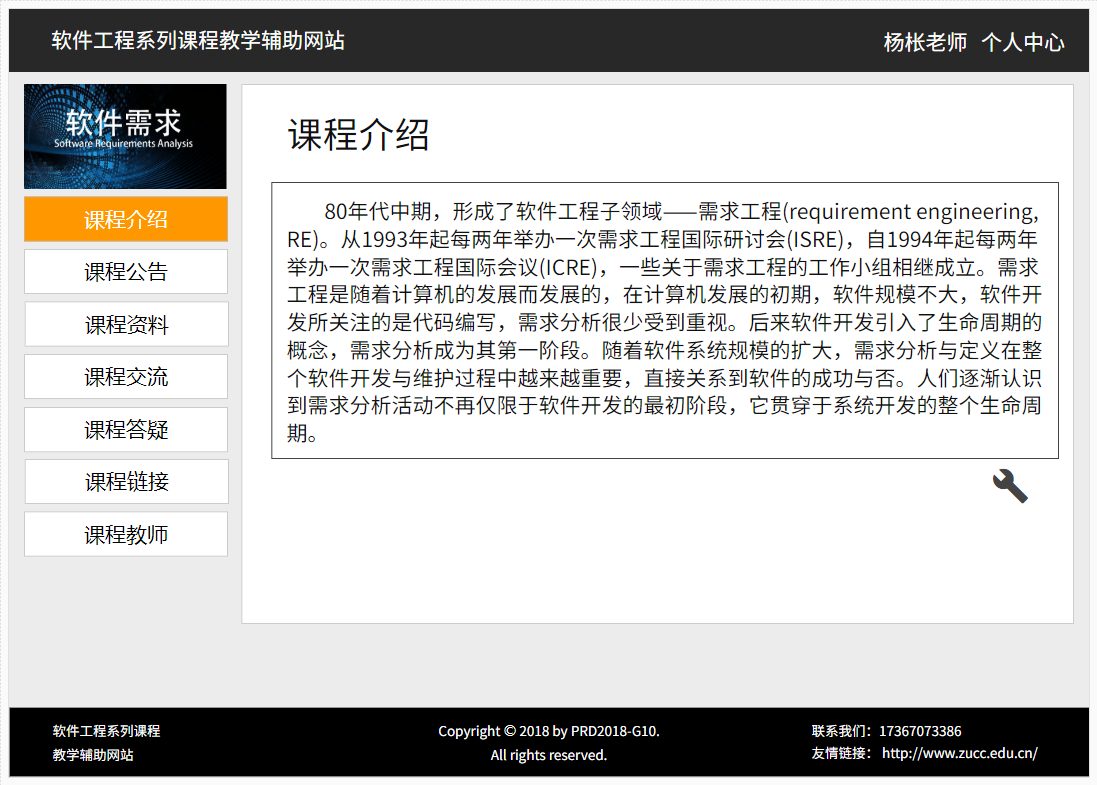 软件工程系列课程教学辅助网站
杨枨老师 个人中心
软件需求
Software Requirements Analysis
课程介绍
课程公告
课程资料
课程交流
课程答疑
课程链接
课程教师
课程介绍
80年代中期，形成了软件工程子领域——需求工程(requirement engineering,
RE)。从1993年起每两年举办一次需求工程国际研讨会(ISRE)，自1994年起每两年
举办一次需求工程国际会议(ICRE)，一些关于需求工程的工作小组相继成立。需求
工程是随着计算机的发展而发展的，在计算机发展的初期，软件规模不大，软件开
发所关注的是代码编写，需求分析很少受到重视。后来软件开发引入了生命周期的
概念，需求分析成为其第一阶段。随着软件系统规模的扩大，需求分析与定义在整
个软件开发与维护过程中越来越重要，直接关系到软件的成功与否。人们逐渐认识
到需求分析活动不再仅限于软件开发的最初阶段，它贯穿于系统开发的整个生命周
期。
软件工程系列课程
教学辅助网站
Copyright © 2018 by PRD2018-G10.
All rights reserved.
联系我们：17367073386
友情链接： http://www.zucc.edu.cn/